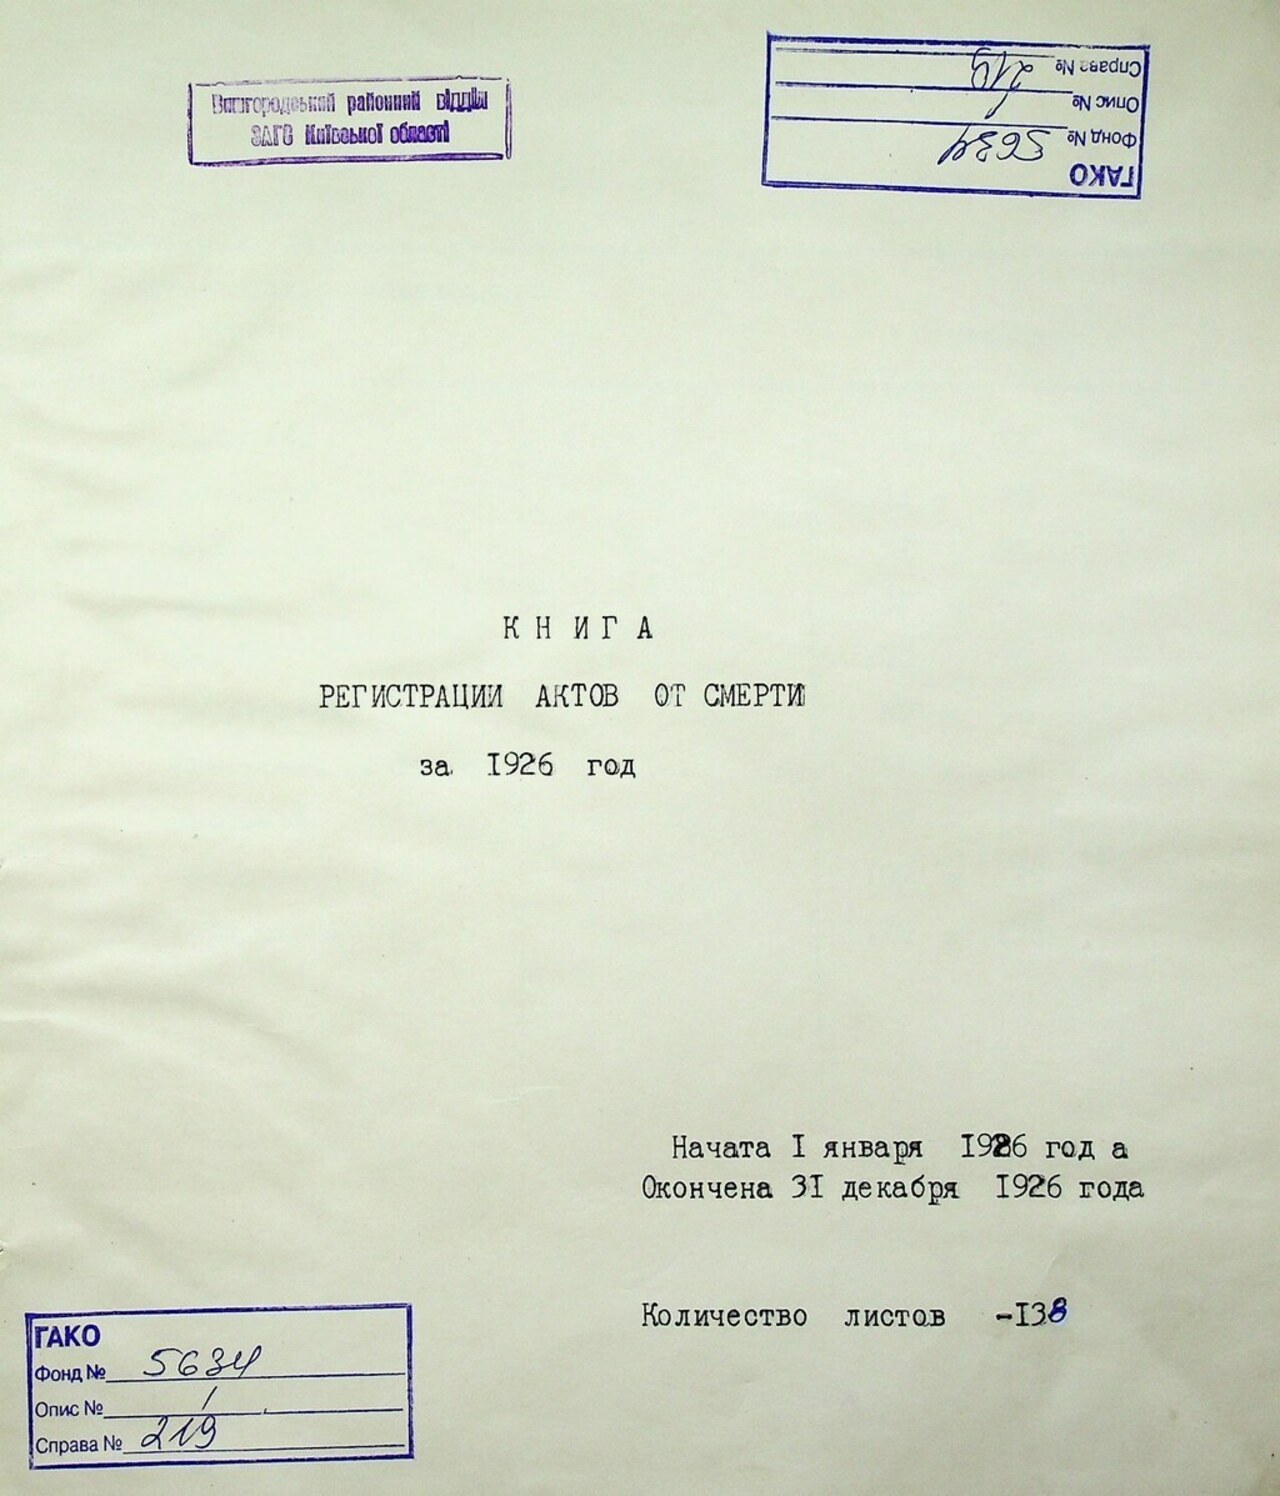 Вишгородський районний відділ
ЗАГС Київської області
ГАКО
Фонд № 5634
Опис № 1
Справа № 219
К Н И Г А
РЕГИСТРАЦИИ АКТОВ ОТ СМЕРТИ
за 1926 год
Начата I января 1926 год а
Окончена 3I декабря 1926 года
Количество листов -I38
ГАКО
Фонд № 5634
Опис № 1
Справа № 219